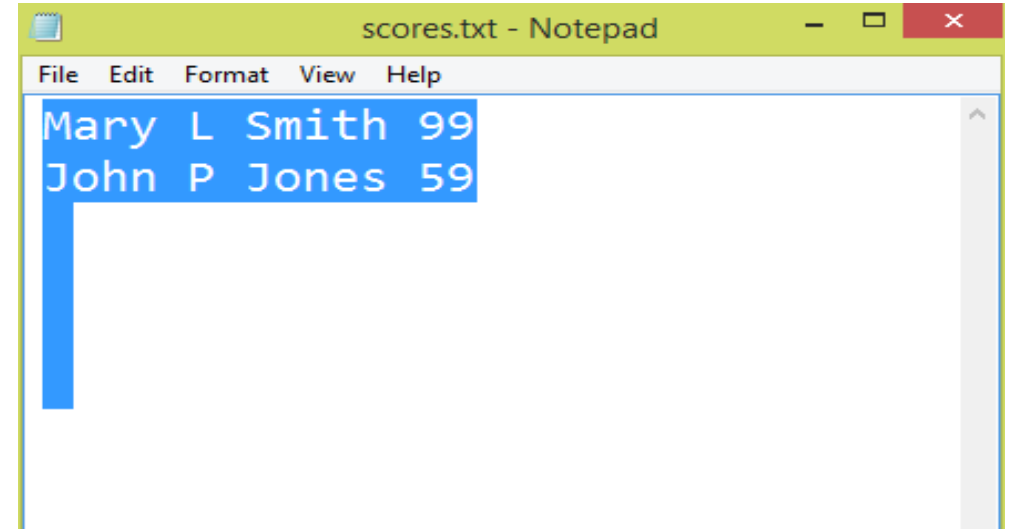 scores.txt - Notepad
File Edit Format View Help
Mary L Smith 99
John P Jones 59